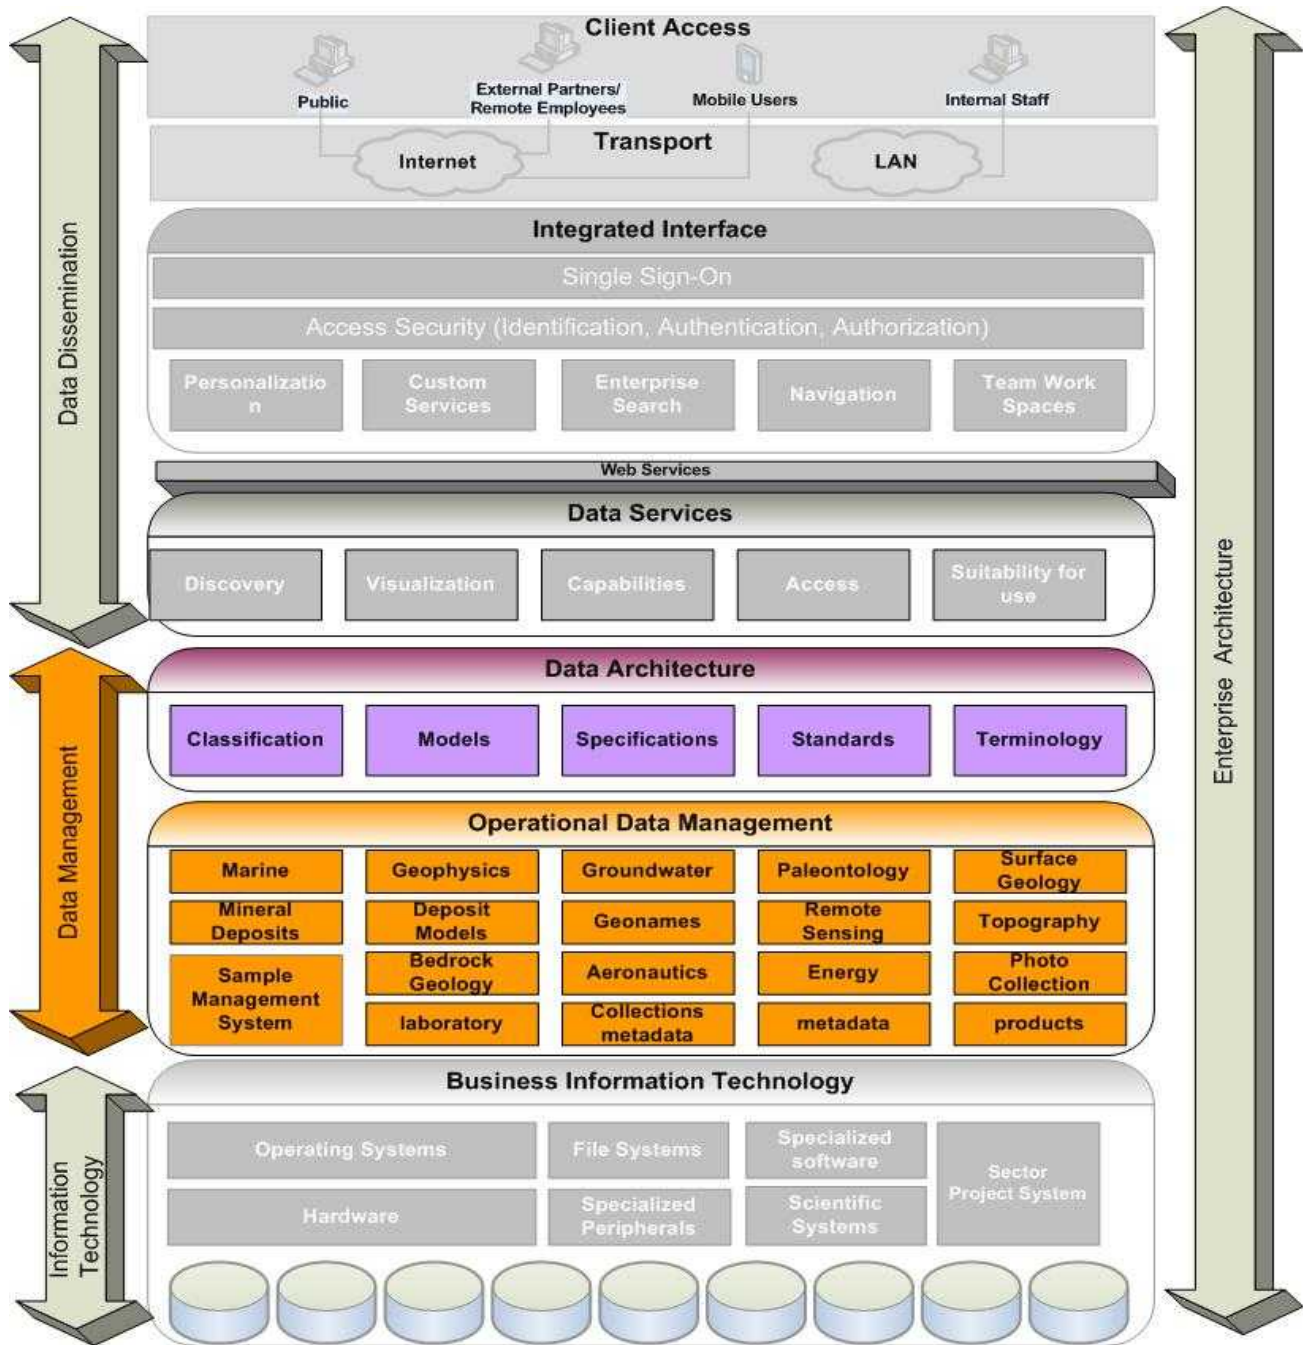 Client Access
Public
External Partners/
Remote Employees
Mobile Users
Internal Staff
Transport
Internet
LAN
Data Dissemination
Integrated Interface
Single Sign-On
Access Security (Identification, Authentication, Authorization)
Personalizatio
n
Custom
Services
Enterprise
Search
Navigation
Team Work
Spaces
Web Services
Data Services
Discovery
Visualization
Capabilities
Access
Suitability for
use
Enterprise Architecture
Data Management
Data Architecture
Classification
Models
Specifications
Standards
Terminology
Operational Data Management
Marine
Geophysics
Groundwater
Paleontology
Surface
Geology
Mineral
Deposits
Deposit
Models
Geonames
Remote
Sensing
Topography
Sample
Management
System
Bedrock
Geology
Aeronautics
Energy
Photo
Collection
laboratory
Collections
metadata
metadata
products
Information
Technology
Business Information Technology
Operating Systems
File Systems
Specialized
software
Sector
Project System
Hardware
Specialized
Peripherals
Scientific
Systems